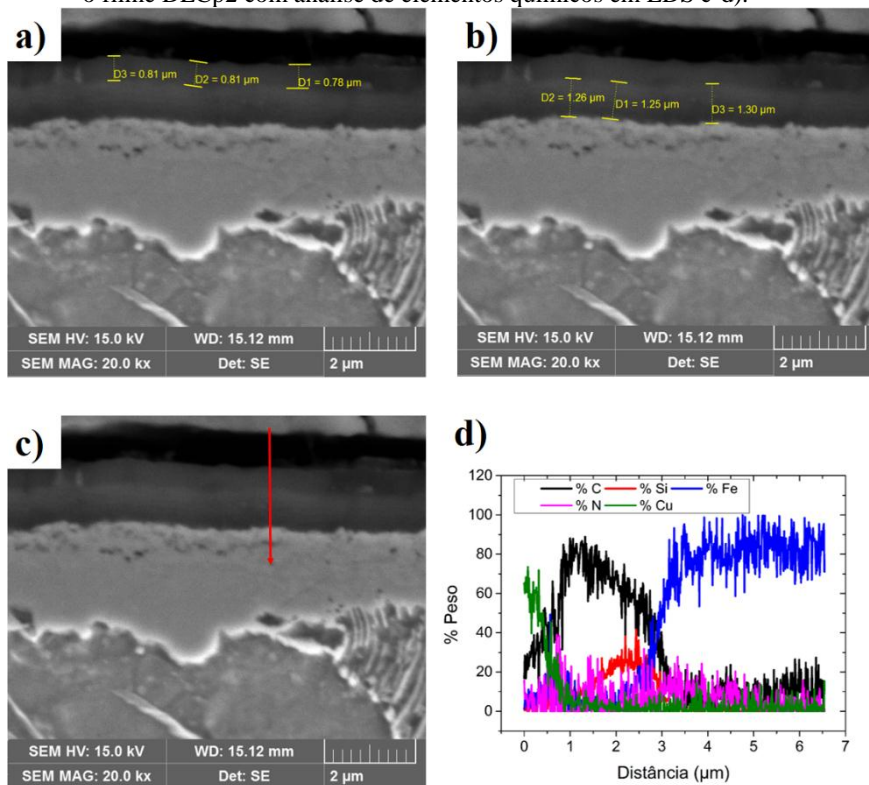 o filme DLCp2 com análise de elementos químicos em EDS c-d).
a)
D3 = 0.81 µm
D2 = 0.81 µm
D1 = 0.78 µm
SEM HV: 15.0 kV
WD: 15.12 mm
SEM MAG: 20.0 kx
Det: SE
2 µm
b)
D2 = 1.26 µm
D1 = 1.25 µm
D3 = 1.30 µm
SEM HV: 15.0 kV
WD: 15.12 mm
SEM MAG: 20.0 kx
Det: SE
2 µm
c)
SEM HV: 15.0 kV
WD: 15.12 mm
SEM MAG: 20.0 kx
Det: SE
2 µm
d)
% C
% Si
% Fe
% N
% Cu
120
100
80
60
40
20
0
% Peso
0 1 2 3 4 5 6 7
Distância (µm)